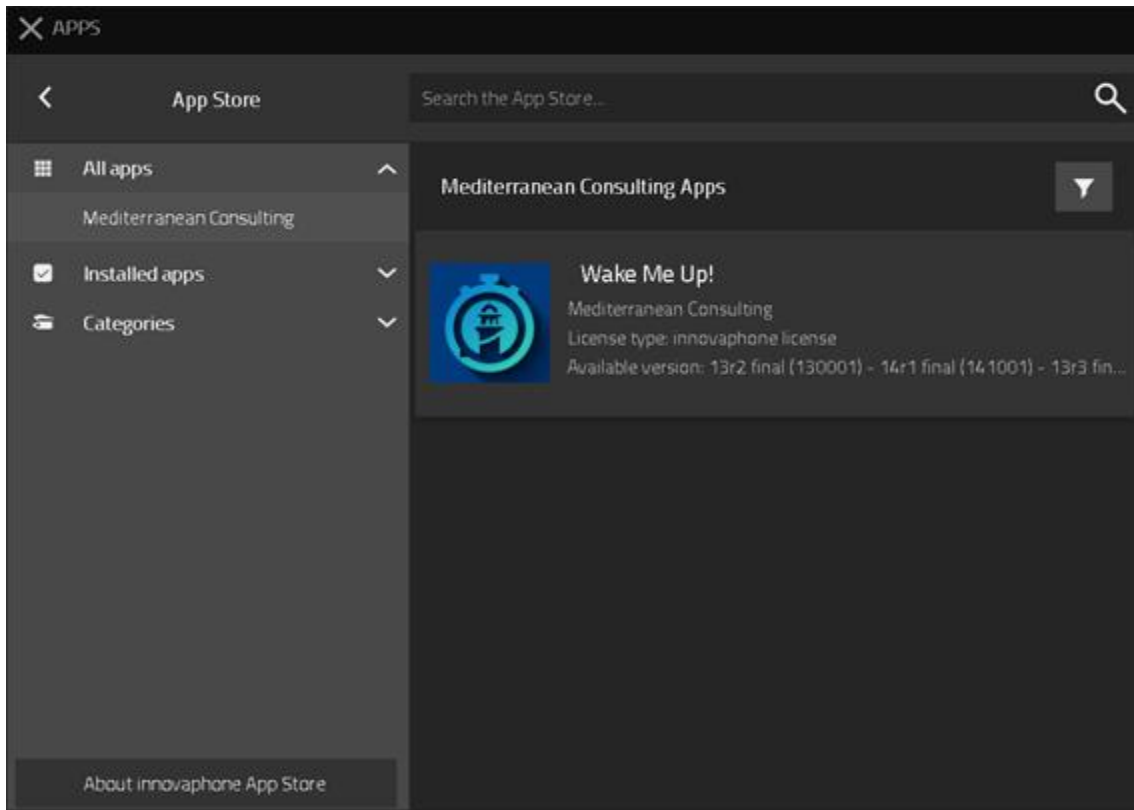 APPS
App Store
Search the App Store...
All apps
Mediterranean Consulting
Installed apps
Categories
About innovaphone App Store
Mediterranean Consulting Apps
Wake Me Up!
Mediterranean Consulting
License type: innovaphone license
Available version: 13r2 final (130001) - 14r1 final (141001) - 13r3 fin...